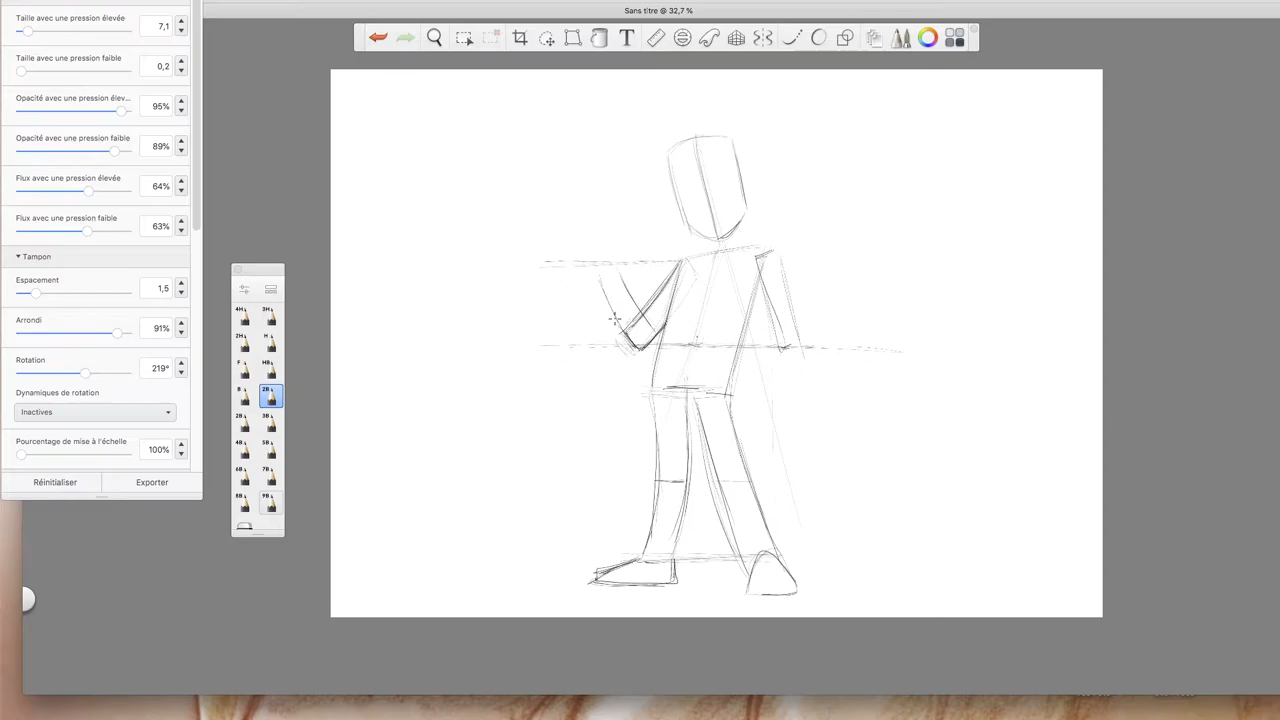 Sans titre @ 32,7 %
Taille avec une pression élevée
7,1
Taille avec une pression faible
0,2
Opacité avec une pression élev...
95%
Opacité avec une pression faible
89%
Flux avec une pression élevée
64%
Flux avec une pression faible
63%
Tampon
Espacement
1,5
Arrondi
91%
Rotation
219°
Dynamiques de rotation
Inactives
Pourcentage de mise à l'échelle
100%
Réinitialiser Exporter
4H 3H
2H H
F HB
B 2B
2B 3B
4B 5B
6B 7B
8B 9B
T